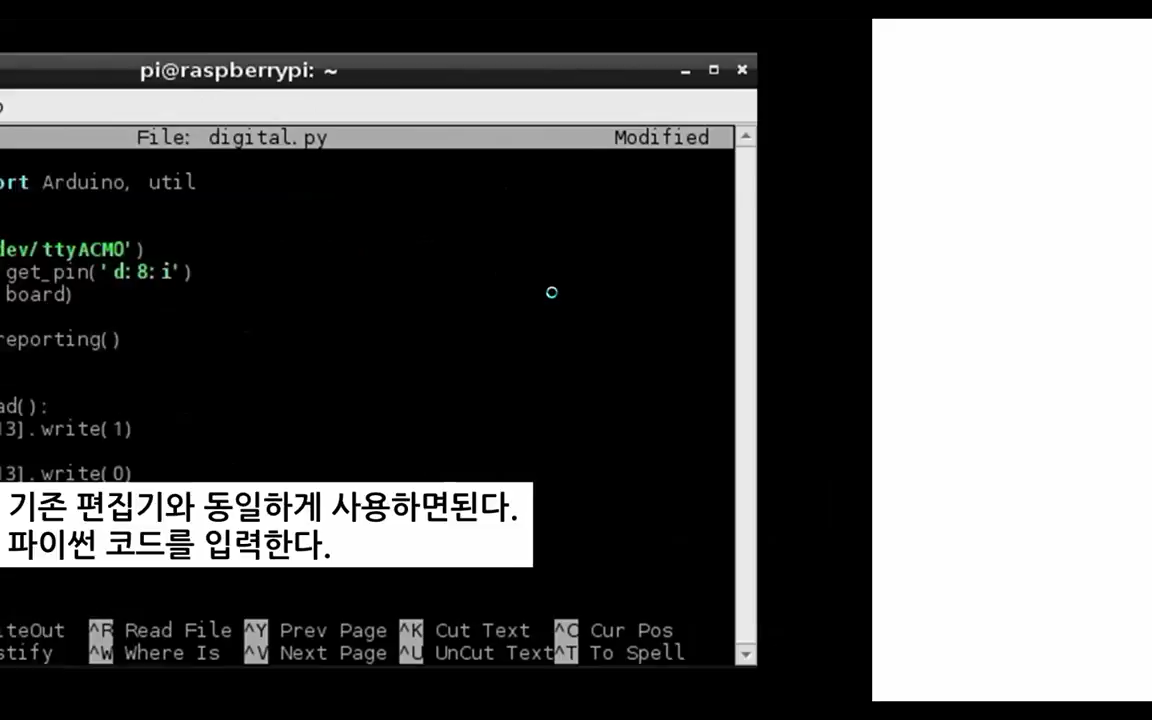 pi@raspberrypi: ~
File: digital.py Modified
ort Arduino, util
dev/ttyACM0')
get_pin('d:8:i')
board)
reporting()
ad():
13].write(1)
13].write(0)
기존 편집기와 동일하게 사용하면된다.
파이썬 코드를 입력한다.
iteOut ^R Read File ^Y Prev Page ^K Cut Text ^C Cur Pos
stify ^W Where Is ^V Next Page ^U UnCut Text ^T To Spell